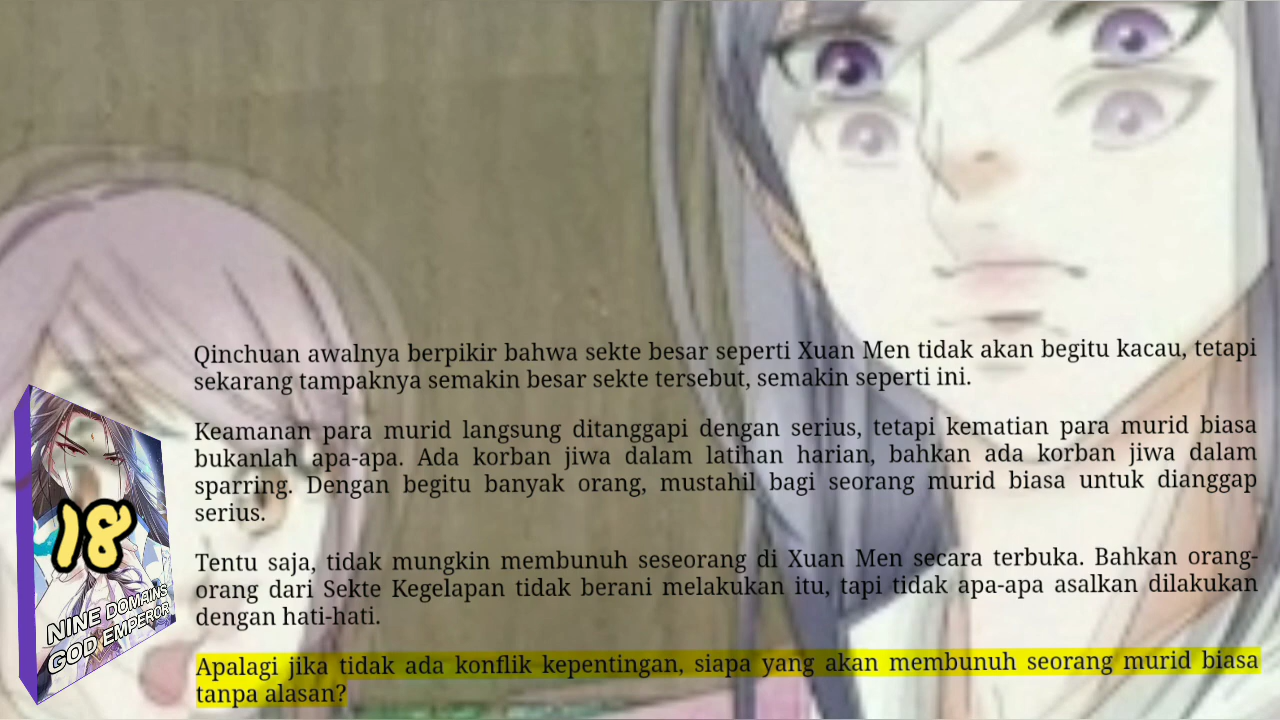 Qinchuan awalnya berpikir bahwa sekte besar seperti Xuan Men tidak akan begitu kacau, tetapi
sekarang tampaknya semakin besar sekte tersebut, semakin seperti ini.
Keamanan para murid langsung ditanggapi dengan serius, tetapi kematian para murid biasa
bukanlah apa-apa. Ada korban jiwa dalam latihan harian, bahkan ada korban jiwa dalam
sparring. Dengan begitu banyak orang, mustahil bagi seorang murid biasa untuk dianggap
serius.
Tentu saja, tidak mungkin membunuh seseorang di Xuan Men secara terbuka. Bahkan orang-
orang dari Sekte Kegelapan tidak berani melakukan itu, tapi tidak apa-apa asalkan dilakukan
dengan hati-hati.
Apalagi jika tidak ada konflik kepentingan, siapa yang akan membunuh seorang murid biasa
tanpa alasan?
18
NINE DOMAINS
GOD EMPEROR